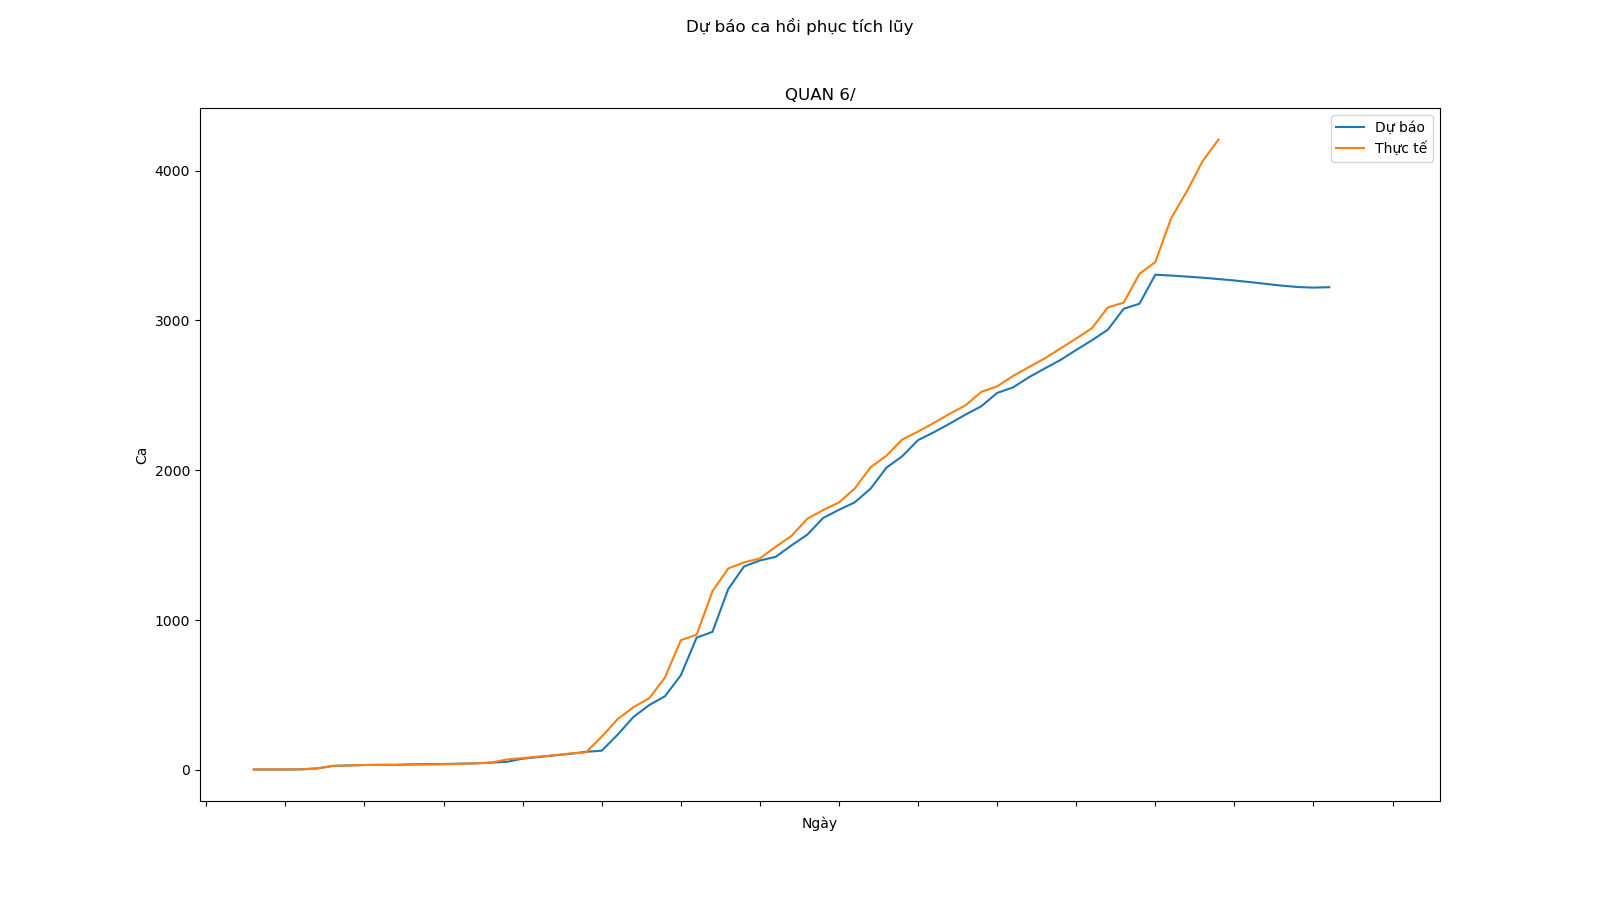 Dự báo ca hồi phục tích lũy
QUAN 6/
Dự báo
Thực tế
4000
3000
2000
1000
0
Ca
Ngày